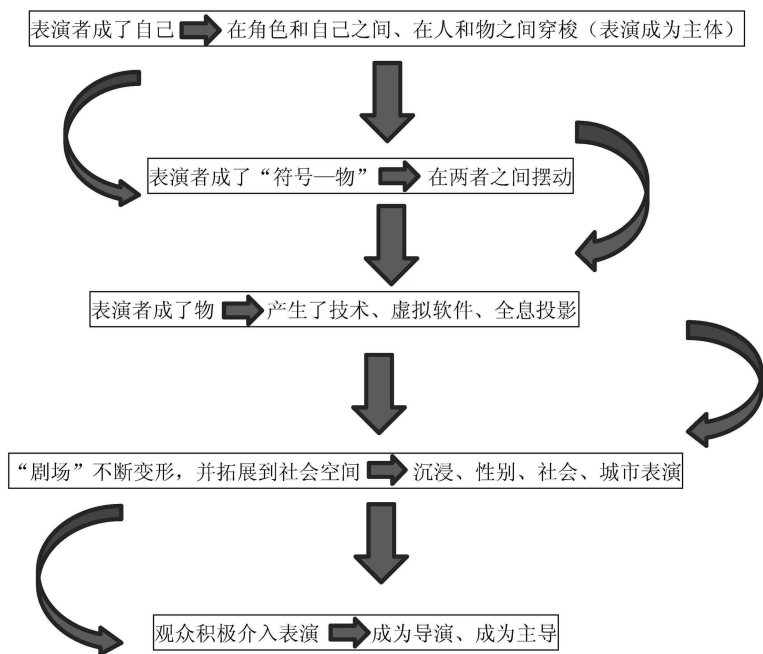 表演者成了自己 在角色和自己之间、在人和物之间穿梭（表演成为主体）
表演者成了“符号—物” 在两者之间摆动
表演者成了物 产生了技术、虚拟软件、全息投影
“剧场”不断变形，并拓展到社会空间 沉浸、性别、社会、城市表演
观众积极介入表演 成为导演、成为主导